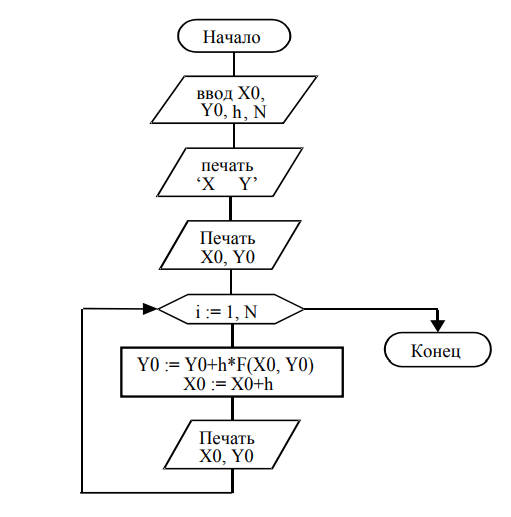 Начало
ввод X0,
Y0, h, N
печать
‘X Y’
Печать
X0, Y0
i := 1, N
Конец
Y0 := Y0+h*F(X0, Y0)
X0 := X0+h
Печать
X0, Y0